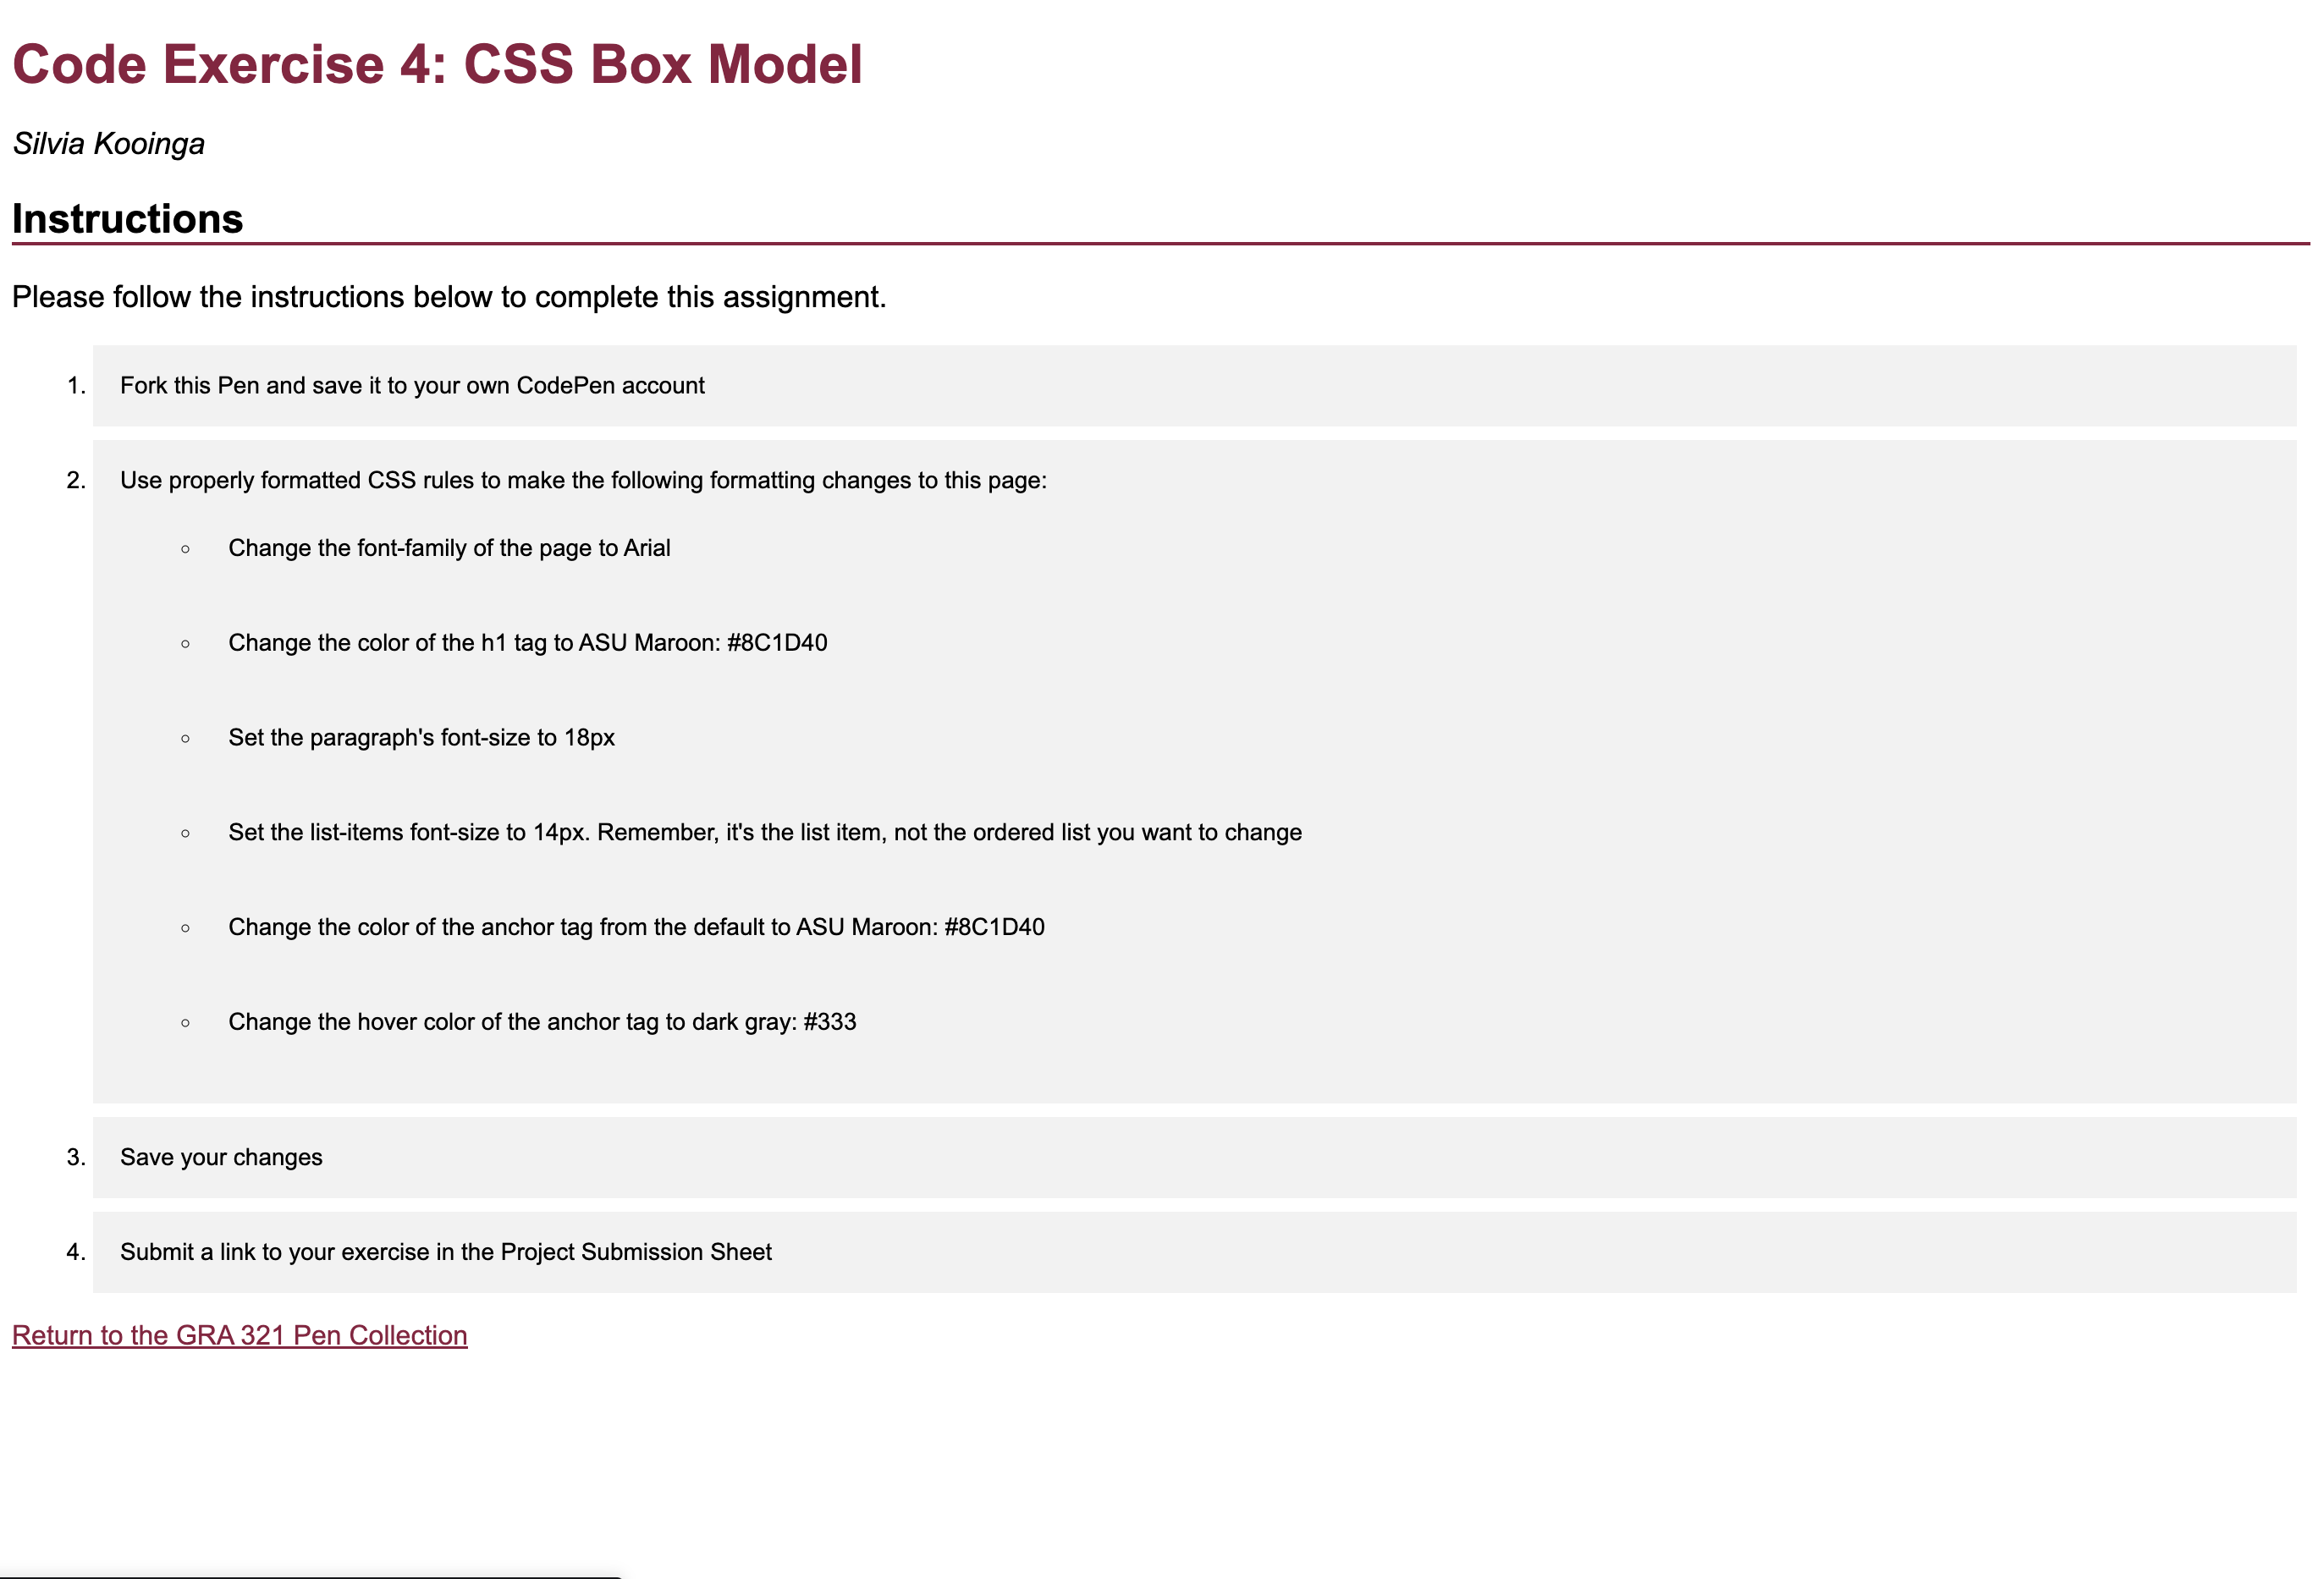 Code Exercise 4: CSS Box Model
Silvia Kooinga
Instructions
Please follow the instructions below to complete this assignment.
1. Fork this Pen and save it to your own CodePen account
2. Use properly formatted CSS rules to make the following formatting changes to this page:
Change the font-family of the page to Arial
Change the color of the h1 tag to ASU Maroon: #8C1D40
Set the paragraph's font-size to 18px
Set the list-items font-size to 14px. Remember, it's the list item, not the ordered list you want to change
Change the color of the anchor tag from the default to ASU Maroon: #8C1D40
Change the hover color of the anchor tag to dark gray: #333
3. Save your changes
4. Submit a link to your exercise in the Project Submission Sheet
Return to the GRA 321 Pen Collection